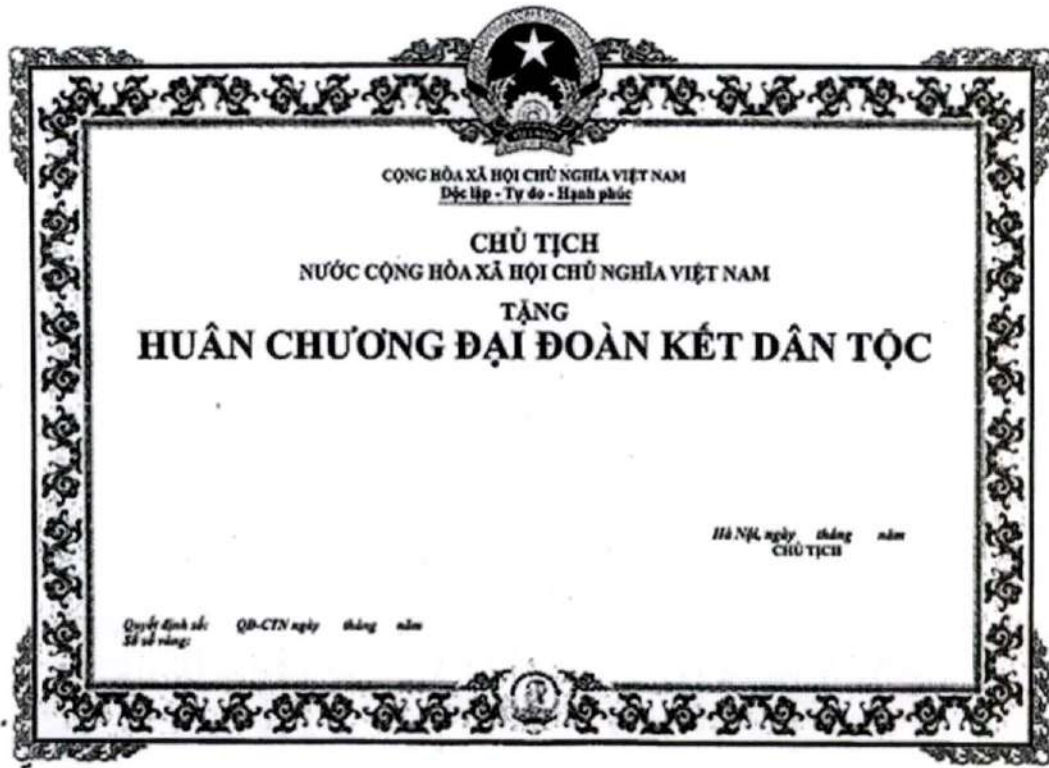 CỘNG HÒA XÃ HỘI CHỦ NGHĨA VIỆT NAM
Độc lập - Tự do - Hạnh phúc
CHỦ TỊCH
NƯỚC CỘNG HÒA XÃ HỘI CHỦ NGHĨA VIỆT NAM
TẶNG
HUÂN CHƯƠNG ĐẠI ĐOÀN KẾT DÂN TỘC
Hà Nội, ngày tháng năm
CHỦ TỊCH
Quyết định số: QĐ-CTN ngày tháng năm
Số sổ vàng: